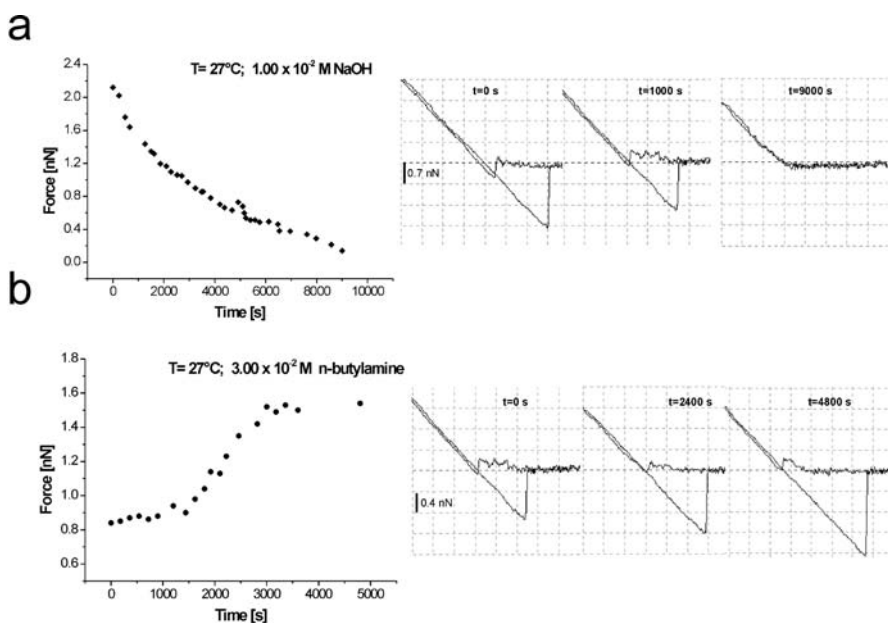 a
T= 27°C; 1.00 x 10⁻² M NaOH
2.4
2.0
1.6
1.2
0.8
0.4
0.0
Force [nN]
0 2000 4000 6000 8000 10000
Time [s]
t=0 s t=1000 s t=9000 s
0.7 nN
b
T= 27°C; 3.00 x 10⁻² M n-butylamine
1.8
1.6
1.4
1.2
1.0
0.8
0.6
Force [nN]
0 1000 2000 3000 4000 5000
Time [s]
t=0 s t=2400 s t=4800 s
0.4 nN